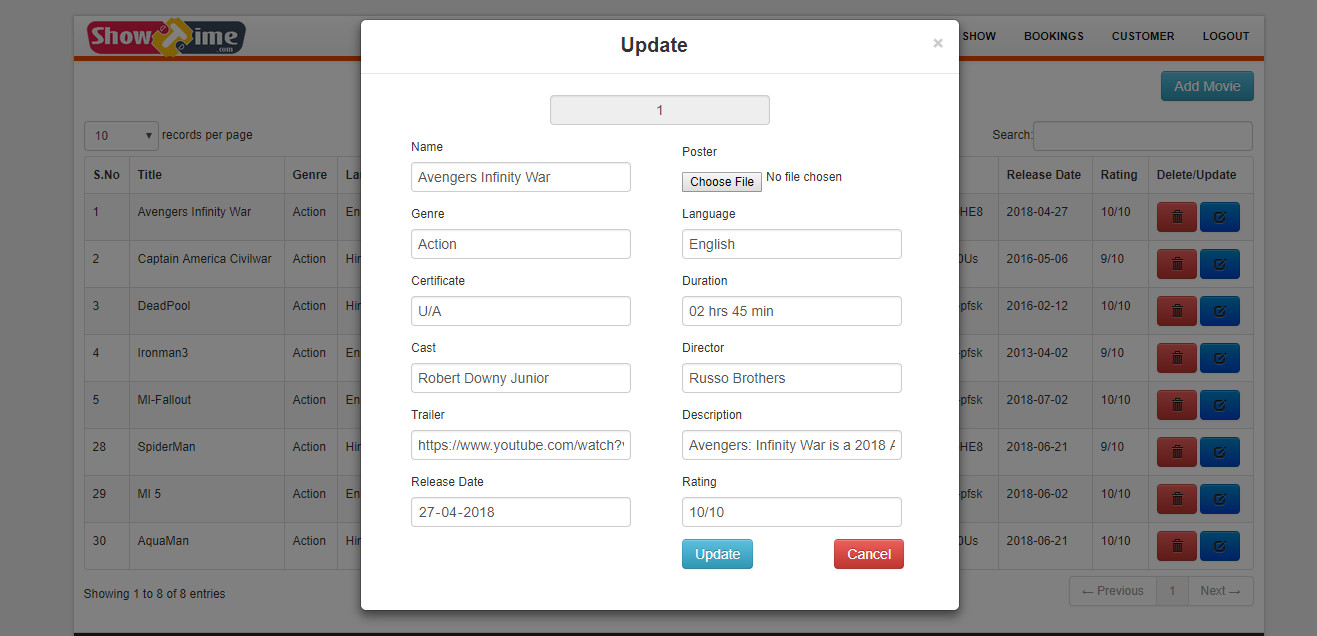 Show Time
.com
SHOW BOOKINGS CUSTOMER LOGOUT
Update ×
Add Movie
1
10 records per page
Search:
Name Poster
Avengers Infinity War Choose File No file chosen
Genre Language
Action English
Certificate Duration
U/A 02 hrs 45 min
Cast Director
Robert Downy Junior Russo Brothers
Trailer Description
https://www.youtube.com/watch?v Avengers: Infinity War is a 2018 A
Release Date Rating
27-04-2018 10/10
Update Cancel
S.No Title Genre La Release Date Rating Delete/Update
1 Avengers Infinity War Action En HE8 2018-04-27 10/10
2 Captain America Civilwar Action Hin 0Us 2016-05-06 9/10
3 DeadPool Action Hin pfsk 2016-02-12 10/10
4 Ironman3 Action En pfsk 2013-04-02 9/10
5 MI-Fallout Action En pfsk 2018-07-02 10/10
28 SpiderMan Action Hin HE8 2018-06-21 9/10
29 MI 5 Action En pfsk 2018-06-02 10/10
30 AquaMan Action Hin 0Us 2018-06-21 10/10
Showing 1 to 8 of 8 entries
← Previous 1 Next →